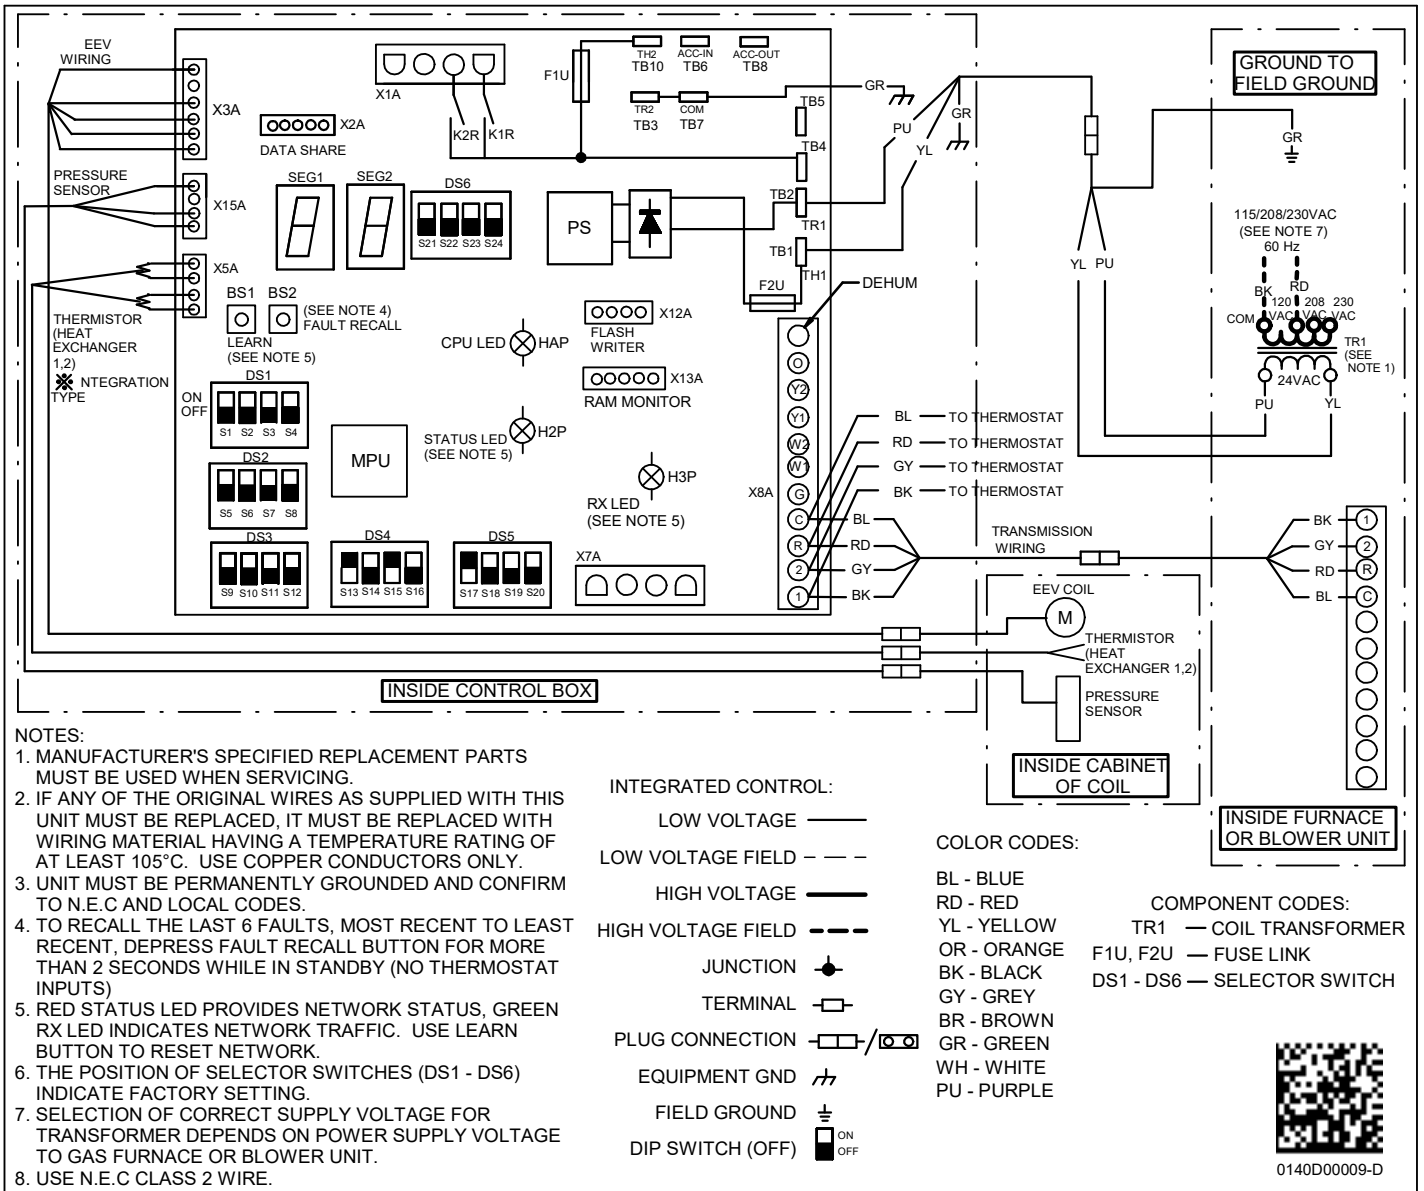 EEV
WIRING
X3A
X1A
K2R
K1R
F1U
TH2
TB10
ACC-IN
TB6
ACC-OUT
TB8
TR2
TB3
COM
TB7
GR
TB5
TB4
PU
YL
GR
X2A
DATA SHARE
PRESSURE
SENSOR
X15A
SEG1
SEG2
DS6
S21 S22 S23 S24
PS
TB2
TR1
TB1
TH1
F2U
DEHUM
X5A
THERMISTOR
(HEAT
EXCHANGER
1,2)
※ NTEGRATION
TYPE
BS1 BS2
(SEE NOTE 4)
FAULT RECALL
LEARN
(SEE NOTE 5)
CPU LED
HAP
X12A
FLASH
WRITER
X13A
RAM MONITOR
ON
OFF
DS1
S1 S2 S3 S4
DS2
S5 S6 S7 S8
DS3
S9 S10 S11 S12
MPU
STATUS LED
(SEE NOTE 5)
H2P
H3P
RX LED
(SEE NOTE 5)
DS4
S13 S14 S15 S16
DS5
S17 S18 S19 S20
X7A
X8A
O
Y2
Y1
W2
W1
G
C
R
2
1
BL TO THERMOSTAT
RD TO THERMOSTAT
GY TO THERMOSTAT
BK TO THERMOSTAT
BL
RD
GY
BK
TRANSMISSION
WIRING
INSIDE CONTROL BOX
EEV COIL
M
THERMISTOR
(HEAT
EXCHANGER 1,2)
PRESSURE
SENSOR
INSIDE CABINET
OF COIL
GROUND TO
FIELD GROUND
GR
YL PU
115/208/230VAC
(SEE NOTE 7)
60 Hz
BK
RD
COM
120
VAC
208
VAC
230
VAC
TR1
(SEE
NOTE 1)
24VAC
PU
YL
BK 1
GY 2
RD R
BL C
INSIDE FURNACE
OR BLOWER UNIT
NOTES:
1. MANUFACTURER'S SPECIFIED REPLACEMENT PARTS
MUST BE USED WHEN SERVICING.
2. IF ANY OF THE ORIGINAL WIRES AS SUPPLIED WITH THIS
UNIT MUST BE REPLACED, IT MUST BE REPLACED WITH
WIRING MATERIAL HAVING A TEMPERATURE RATING OF
AT LEAST 105°C. USE COPPER CONDUCTORS ONLY.
3. UNIT MUST BE PERMANENTLY GROUNDED AND CONFIRM
TO N.E.C AND LOCAL CODES.
4. TO RECALL THE LAST 6 FAULTS, MOST RECENT TO LEAST
RECENT, DEPRESS FAULT RECALL BUTTON FOR MORE
THAN 2 SECONDS WHILE IN STANDBY (NO THERMOSTAT
INPUTS)
5. RED STATUS LED PROVIDES NETWORK STATUS, GREEN
RX LED INDICATES NETWORK TRAFFIC. USE LEARN
BUTTON TO RESET NETWORK.
6. THE POSITION OF SELECTOR SWITCHES (DS1 - DS6)
INDICATE FACTORY SETTING.
7. SELECTION OF CORRECT SUPPLY VOLTAGE FOR
TRANSFORMER DEPENDS ON POWER SUPPLY VOLTAGE
TO GAS FURNACE OR BLOWER UNIT.
8. USE N.E.C CLASS 2 WIRE.
INTEGRATED CONTROL:
LOW VOLTAGE
LOW VOLTAGE FIELD
HIGH VOLTAGE
HIGH VOLTAGE FIELD
JUNCTION
TERMINAL
PLUG CONNECTION
EQUIPMENT GND
FIELD GROUND
DIP SWITCH (OFF)
ON
OFF
COLOR CODES:
BL - BLUE
RD - RED
YL - YELLOW
OR - ORANGE
BK - BLACK
GY - GREY
BR - BROWN
GR - GREEN
WH - WHITE
PU - PURPLE
COMPONENT CODES:
TR1 — COIL TRANSFORMER
F1U, F2U — FUSE LINK
DS1 - DS6 — SELECTOR SWITCH
0140D00009-D